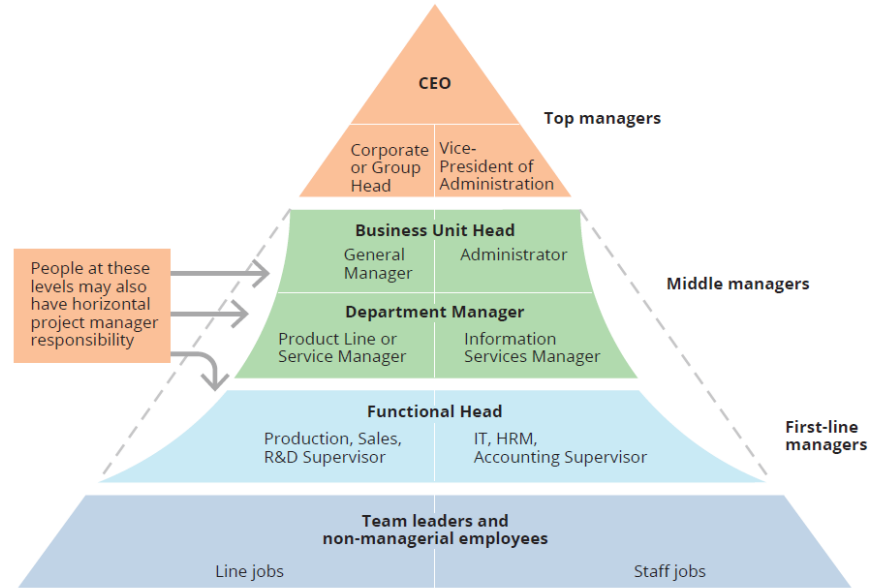 CEO
Top managers
Corporate
or Group
Head
Vice-
President of
Administration
Business Unit Head
General
Manager
Administrator
People at these
levels may also
have horizontal
project manager
responsibility
Middle managers
Department Manager
Product Line or
Service Manager
Information
Services Manager
First-line
managers
Functional Head
Production, Sales,
R&D Supervisor
IT, HRM,
Accounting Supervisor
Team leaders and
non-managerial employees
Line jobs
Staff jobs